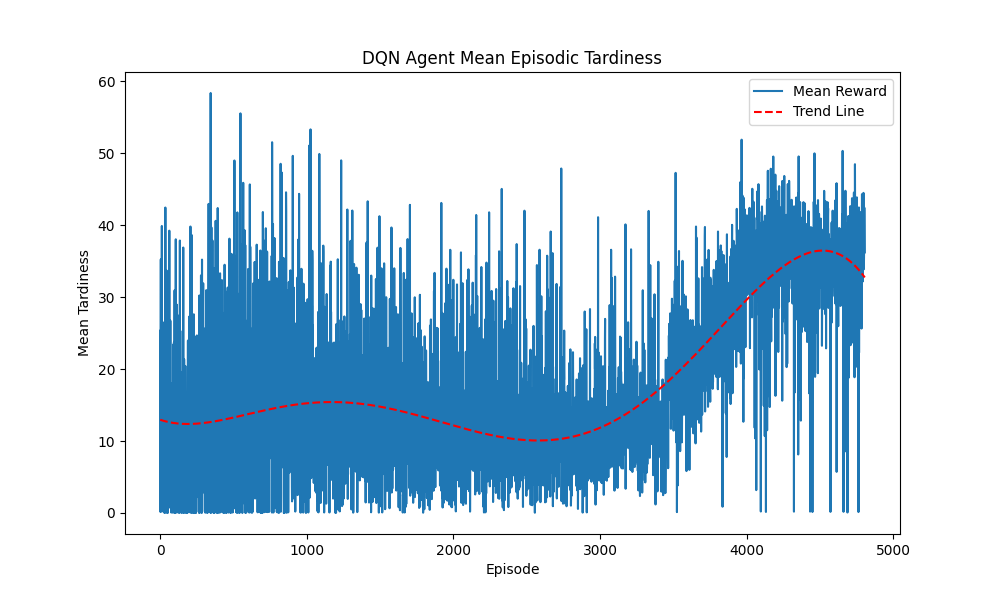 DQN Agent Mean Episodic Tardiness
Mean Reward
Trend Line
60
50
40
30
20
10
0
Mean Tardiness
0 1000 2000 3000 4000 5000
Episode